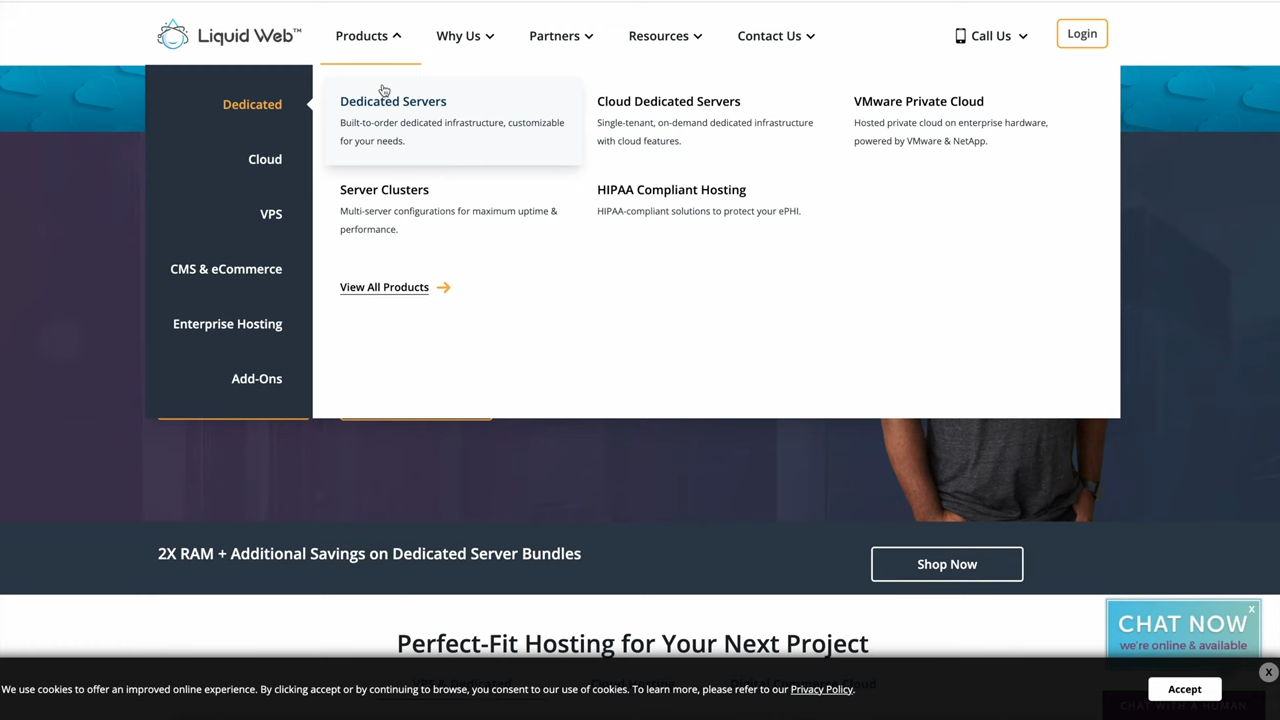 Liquid Web™
Products
Why Us
Partners
Resources
Contact Us
Call Us
Login
Dedicated
Cloud
VPS
CMS & eCommerce
Enterprise Hosting
Add-Ons
Dedicated Servers
Built-to-order dedicated infrastructure, customizable
for your needs.
Cloud Dedicated Servers
Single-tenant, on-demand dedicated infrastructure
with cloud features.
VMware Private Cloud
Hosted private cloud on enterprise hardware,
powered by VMware & NetApp.
Server Clusters
Multi-server configurations for maximum uptime &
performance.
HIPAA Compliant Hosting
HIPAA-compliant solutions to protect your ePHI.
View All Products
2X RAM + Additional Savings on Dedicated Server Bundles
Shop Now
Perfect-Fit Hosting for Your Next Project
CHAT NOW
x
we're online & available
We use cookies to offer an improved online experience. By clicking accept or by continuing to browse, you consent to our use of cookies. To learn more, please refer to our Privacy Policy.
Accept
x
CHAT WITH A HUMAN